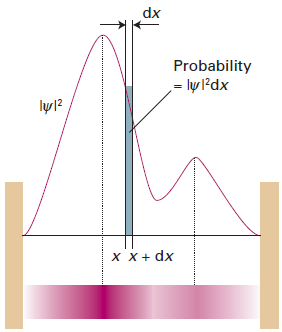 dx
Probability
= |ψ|²dx
|ψ|²
x x + dx